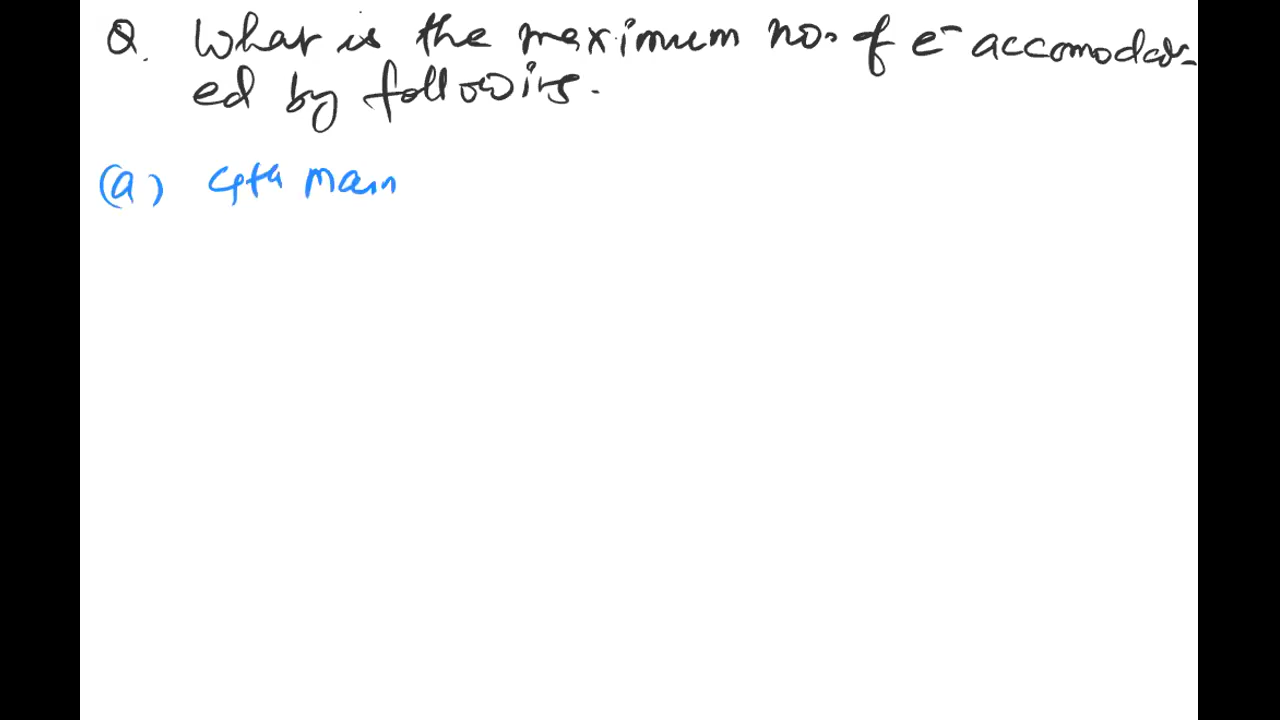 Q. What is the maximum no. of e⁻ accomodat-
ed by following.
(a) 4th main